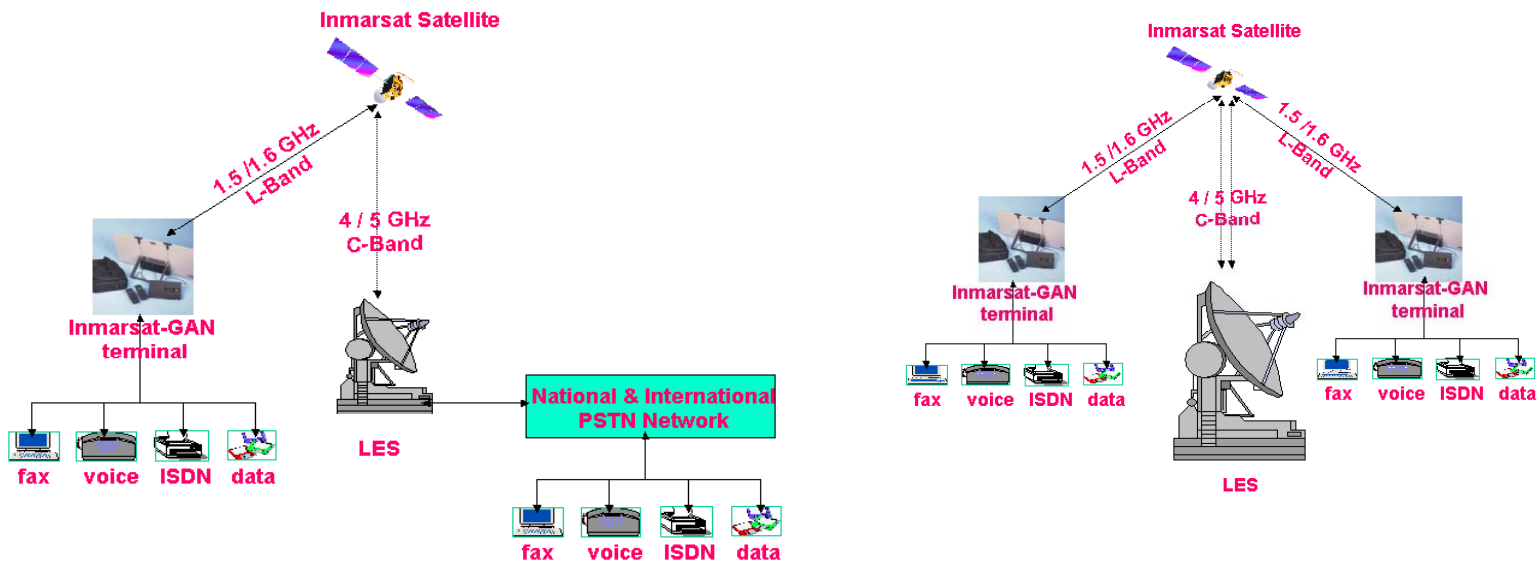 Inmarsat Satellite
1.5 /1.6 GHz
L-Band
4 / 5 GHz
C-Band
Inmarsat-GAN
terminal
fax voice ISDN data
LES
National & International
PSTN Network
fax voice ISDN data
Inmarsat Satellite
1.5 /1.6 GHz
L-Band
1.5 /1.6 GHz
L-Band
4 / 5 GHz
C-Band
Inmarsat-GAN
terminal
Inmarsat-GAN
terminal
fax voice ISDN data
fax voice ISDN data
LES